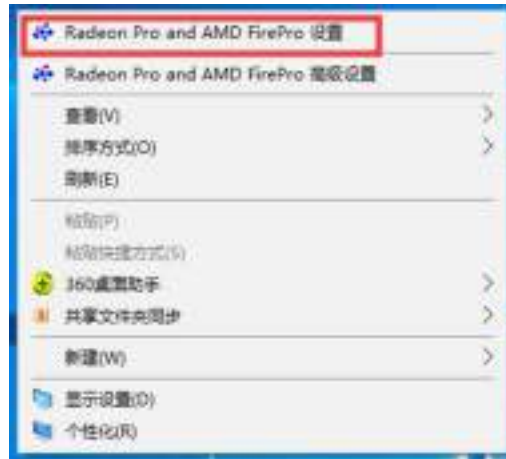 Radeon Pro and AMD FirePro 设置
Radeon Pro and AMD FirePro 高级设置
查看(V)
排序方式(O)
刷新(E)
粘贴(P)
粘贴快捷方式(S)
360桌面助手
共享文件夹同步
新建(W)
显示设置(D)
个性化(R)